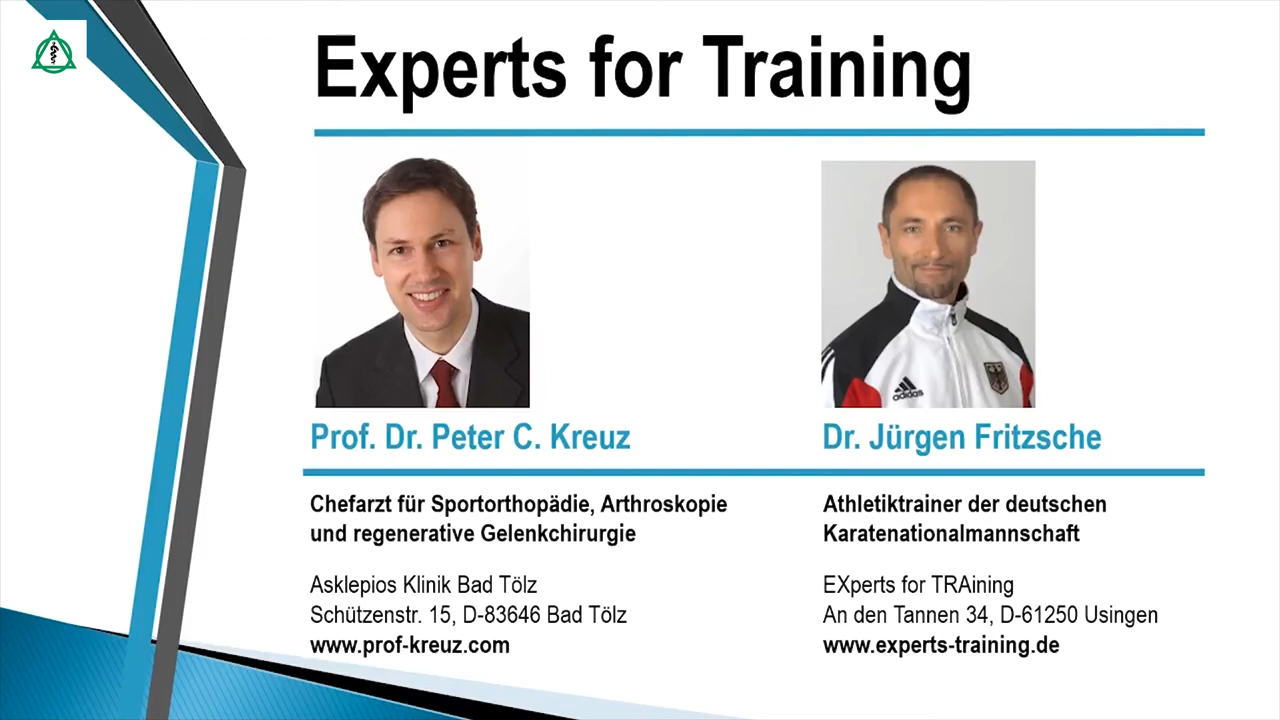 Experts for Training
adidas
Prof. Dr. Peter C. Kreuz
Dr. Jürgen Fritzsche
Chefarzt für Sportorthopädie, Arthroskopie
und regenerative Gelenkchirurgie
Athletiktrainer der deutschen
Karatenationalmannschaft
Asklepios Klinik Bad Tölz
Schützenstr. 15, D-83646 Bad Tölz
www.prof-kreuz.com
EXperts for TRAining
An den Tannen 34, D-61250 Usingen
www.experts-training.de